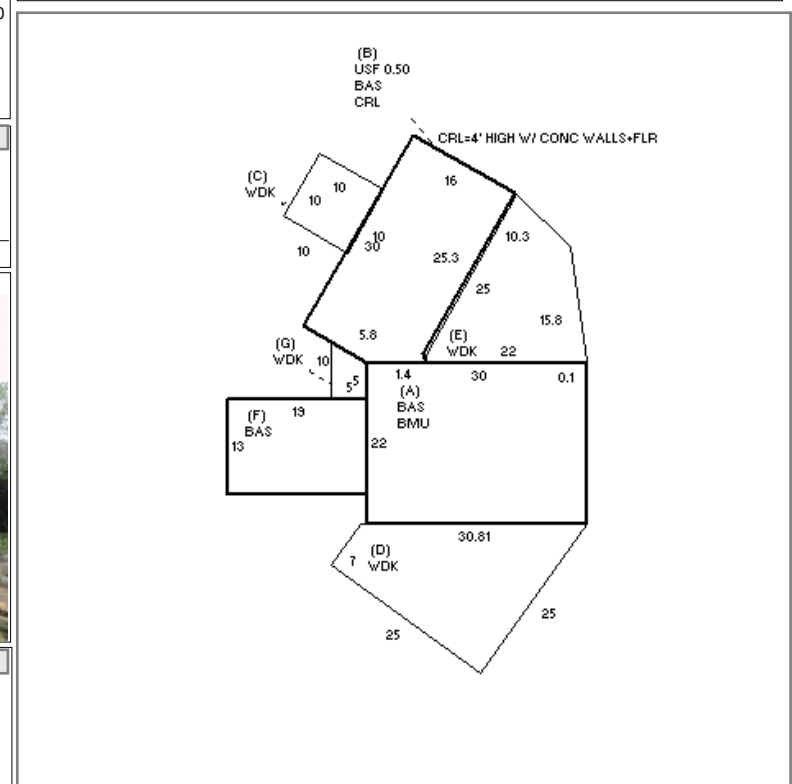 (B)
USF 0.50
BAS
CRL
CRL=4' HIGH W/ CONC WALLS+FLR
(C)
WDK
10
10
10
10
30
16
10.3
25.3
25
15.8
5.8
(E)
WDK
22
(G)
WDK
10
5
5
1.4
30
0.1
(A)
BAS
BMU
19
(F)
BAS
13
22
30.81
7
(D)
WDK
25
25